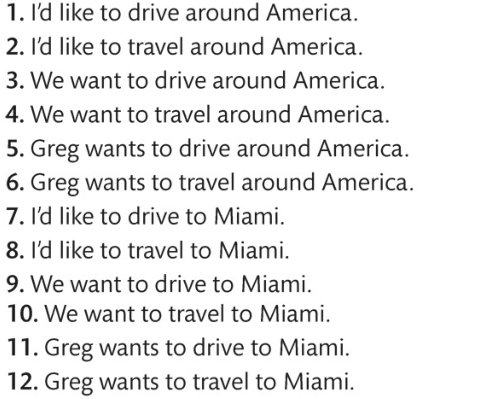 1. I'd like to drive around America.
2. I'd like to travel around America.
3. We want to drive around America.
4. We want to travel around America.
5. Greg wants to drive around America.
6. Greg wants to travel around America.
7. I'd like to drive to Miami.
8. I'd like to travel to Miami.
9. We want to drive to Miami.
10. We want to travel to Miami.
11. Greg wants to drive to Miami.
12. Greg wants to travel to Miami.